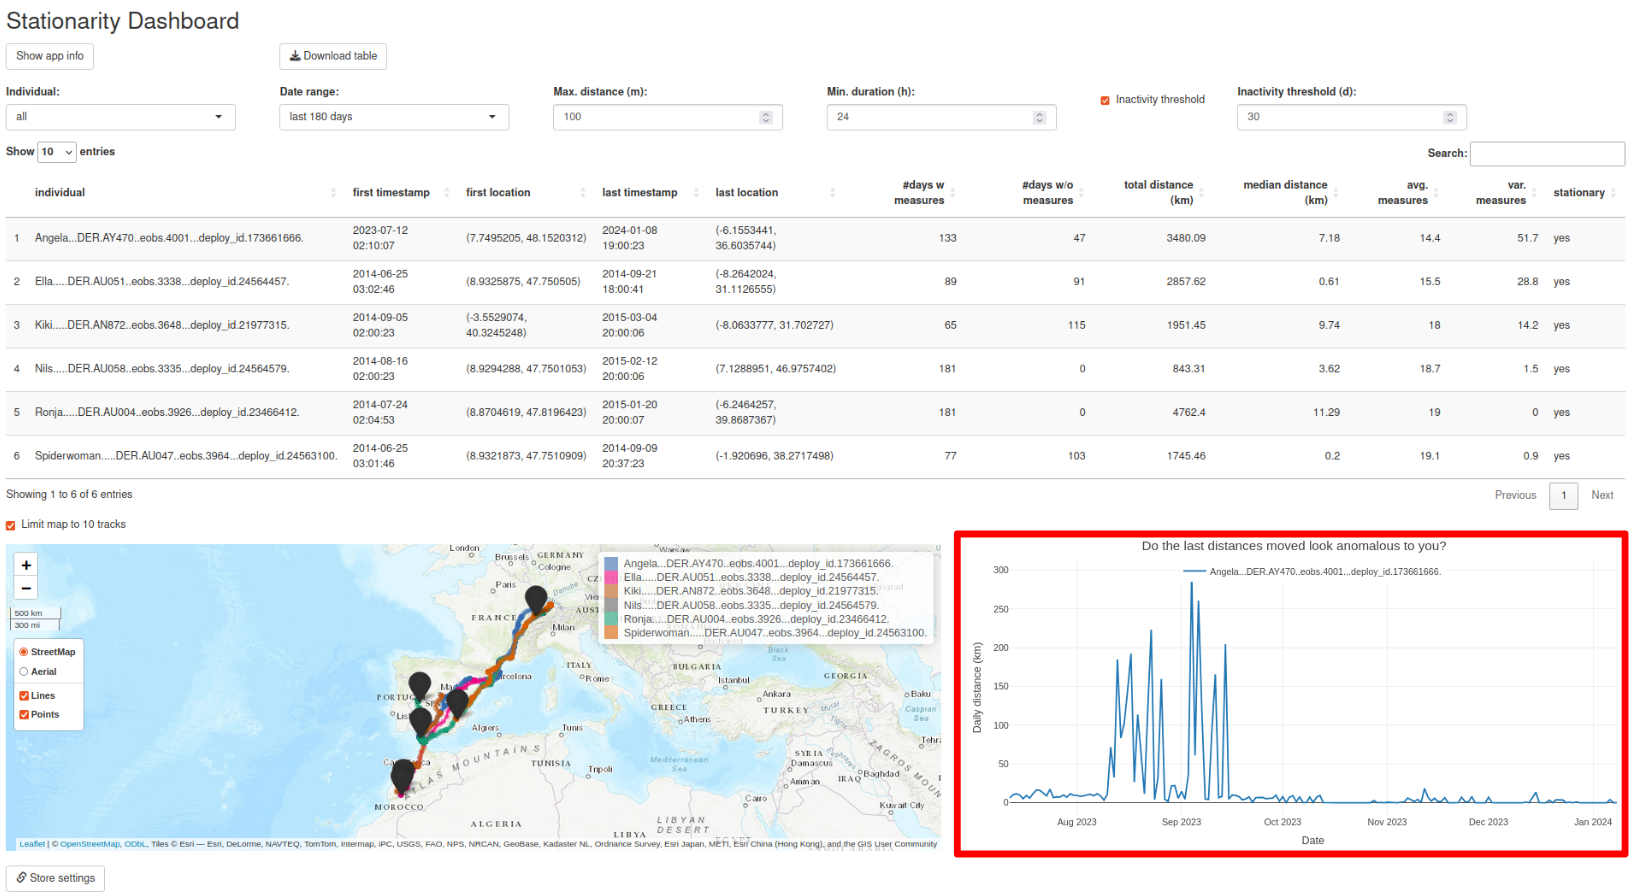 Stationarity Dashboard
Show app info
Download table
Individual:
Date range:
Max. distance (m):
Min. duration (h):
Inactivity threshold
Inactivity threshold (d):
all
last 180 days
100
24
30
Show 10 entries
Search:
individual first timestamp first location last timestamp last location #days w measures #days w/o measures total distance (km) median distance (km) avg. measures var. measures stationary
1 Angela...DER.AY470..eobs.4001...deploy_id.173661666. 2023-07-12 02:10:07 (7.7495205, 48.1520312) 2024-01-08 19:00:23 (-6.1553441, 36.6035744) 133 47 3480.09 7.18 14.4 51.7 yes
2 Ella.....DER.AU051..eobs.3338...deploy_id.24564457. 2014-06-25 03:02:46 (8.9325875, 47.750505) 2014-09-21 18:00:41 (-8.2642024, 31.1126555) 89 91 2857.62 0.61 15.5 28.8 yes
3 Kiki.....DER.AN872..eobs.3648...deploy_id.21977315. 2014-09-05 02:00:23 (-3.5529074, 40.3245248) 2015-03-04 20:00:06 (-8.0633777, 31.702727) 65 115 1951.45 9.74 18 14.2 yes
4 Nils.....DER.AU058..eobs.3335...deploy_id.24564579. 2014-08-16 02:00:23 (8.9294288, 47.7501053) 2015-02-12 20:00:06 (7.1288951, 46.9757402) 181 0 843.31 3.62 18.7 1.5 yes
5 Ronja.....DER.AU004..eobs.3926...deploy_id.23466412. 2014-07-24 02:04:53 (8.8704619, 47.8196423) 2015-01-20 20:00:07 (-6.2464257, 39.8687367) 181 0 4762.4 11.29 19 0 yes
6 Spiderwoman.....DER.AU047..eobs.3964...deploy_id.24563100. 2014-06-25 03:01:46 (8.9321873, 47.7510909) 2014-09-09 20:37:23 (-1.920696, 38.2717498) 77 103 1745.46 0.2 19.1 0.9 yes
Showing 1 to 6 of 6 entries
Previous 1 Next
Limit map to 10 tracks
+
−
500 km
300 mi
StreetMap
Aerial
Lines
Points
Angela...DER.AY470..eobs.4001...deploy_id.173661666.
Ella.....DER.AU051..eobs.3338...deploy_id.24564457.
Kiki.....DER.AN872..eobs.3648...deploy_id.21977315.
Nils.....DER.AU058..eobs.3335...deploy_id.24564579.
Ronja.....DER.AU004..eobs.3926...deploy_id.23466412.
Spiderwoman.....DER.AU047..eobs.3964...deploy_id.24563100.
London
Brussels
GERMANY
Cologne
Paris
Danube
FRANCE
Milan
ITALY
Rome
BULGARIA
Black Sea
GEORGIA
Istanbul
Ankara
Baku
Caspian Sea
GREECE
TURKEY
Murat
Athens
Algiers
Tunis
ATLAS MOUNTAINS
TUNISIA
Tripoli
Mediterranean Sea
SYRIA
Damascus
Euphrates
IRAQ
Baghdad
Amman
ZAGROS
Cairo
Kuwait City
MOROCCO
ALGERIA
LIBYA
LIBYAN DESERT
EGYPT
Leaflet | © OpenStreetMap, ODbL, Tiles © Esri — Esri, DeLorme, NAVTEQ, TomTom, Intermap, iPC, USGS, FAO, NPS, NRCAN, GeoBase, Kadaster NL, Ordnance Survey, Esri Japan, METI, Esri China (Hong Kong), and the GIS User Community
Do the last distances moved look anomalous to you?
Angela...DER.AY470..eobs.4001...deploy_id.173661666.
300
250
200
150
100
50
0
Daily distance (km)
Aug 2023
Sep 2023
Oct 2023
Nov 2023
Dec 2023
Jan 2024
Date
Store settings